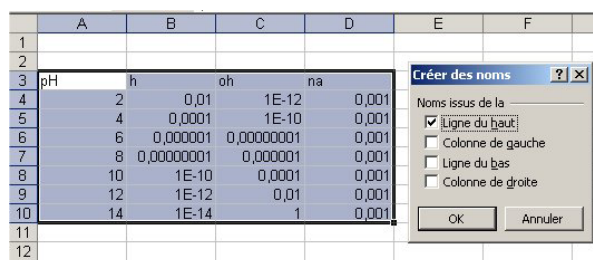 A B C D E F
1
2
3 pH h oh na
4 2 0,01 1E-12 0,001
5 4 0,0001 1E-10 0,001
6 6 0,000001 0,00000001 0,001
7 8 0,00000001 0,000001 0,001
8 10 1E-10 0,0001 0,001
9 12 1E-12 0,01 0,001
10 14 1E-14 1 0,001
11
12
Créer des noms ? ×
Noms issus de la
Ligne du haut
Colonne de gauche
Ligne du bas
Colonne de droite
OK Annuler